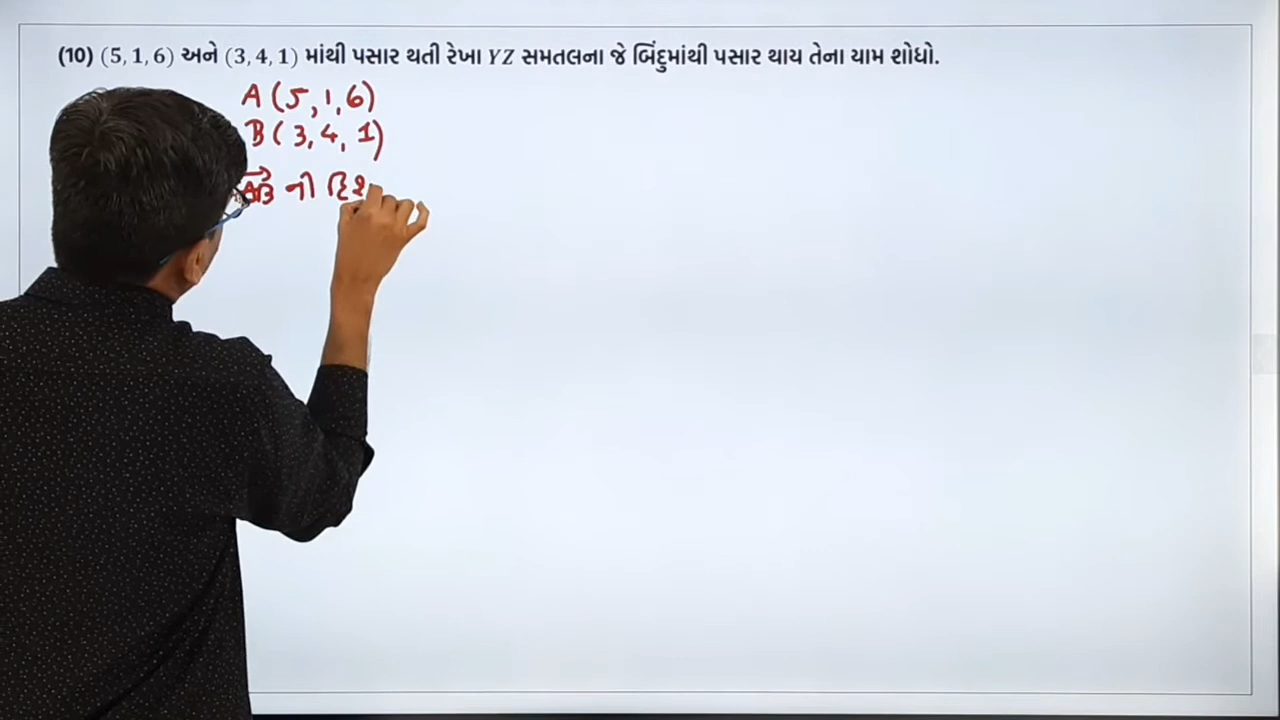 (10) (5, 1, 6) અને (3, 4, 1) માંથી પસાર થતી રેખા YZ સમતલના જે બિંદુમાંથી પસાર થાય તેના યામ શોધો.
A (5, 1, 6)
B (3, 4, 1)
AB ની